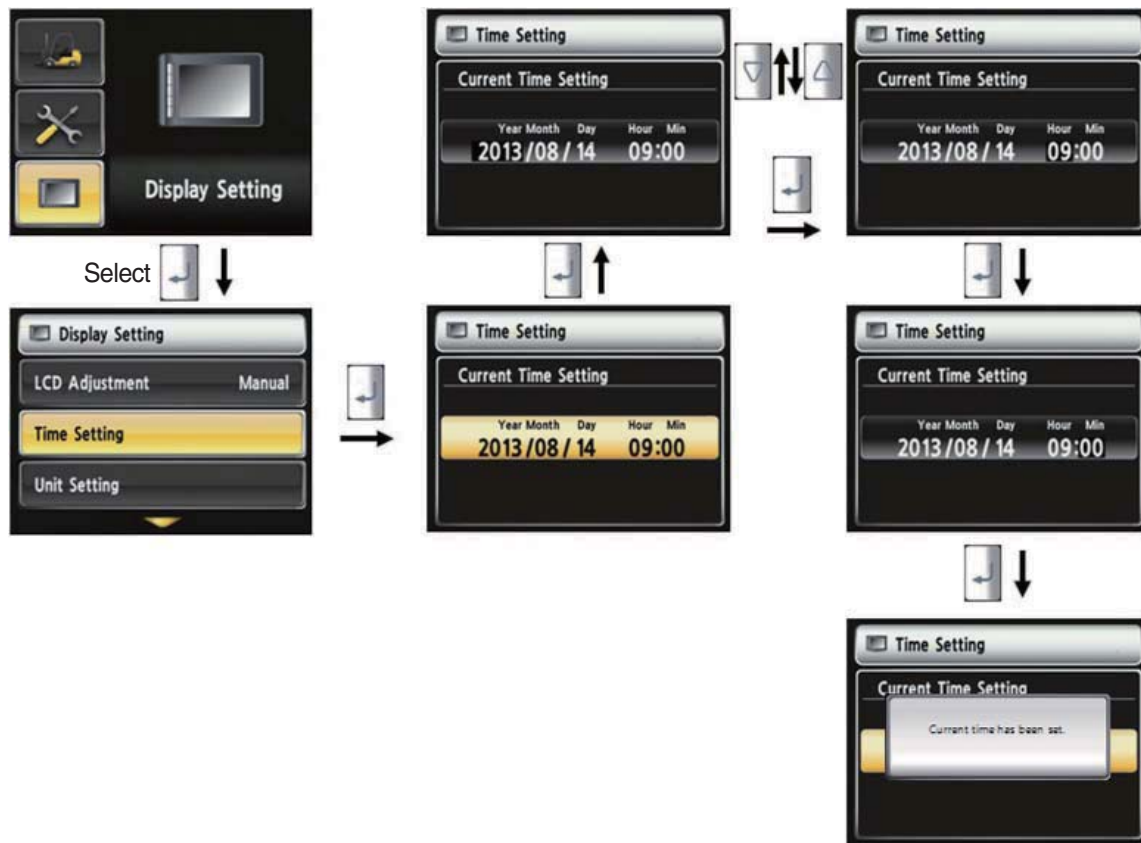 Display Setting
Select
Display Setting
LCD Adjustment Manual
Time Setting
Unit Setting
Time Setting
Current Time Setting
Year Month Day Hour Min
2013/08/14 09:00
Time Setting
Current Time Setting
Year Month Day Hour Min
2013/08/14 09:00
Time Setting
Current Time Setting
Year Month Day Hour Min
2013/08/14 09:00
Time Setting
Current Time Setting
Year Month Day Hour Min
2013/08/14 09:00
Time Setting
Current Time Setting
Current time has been set.